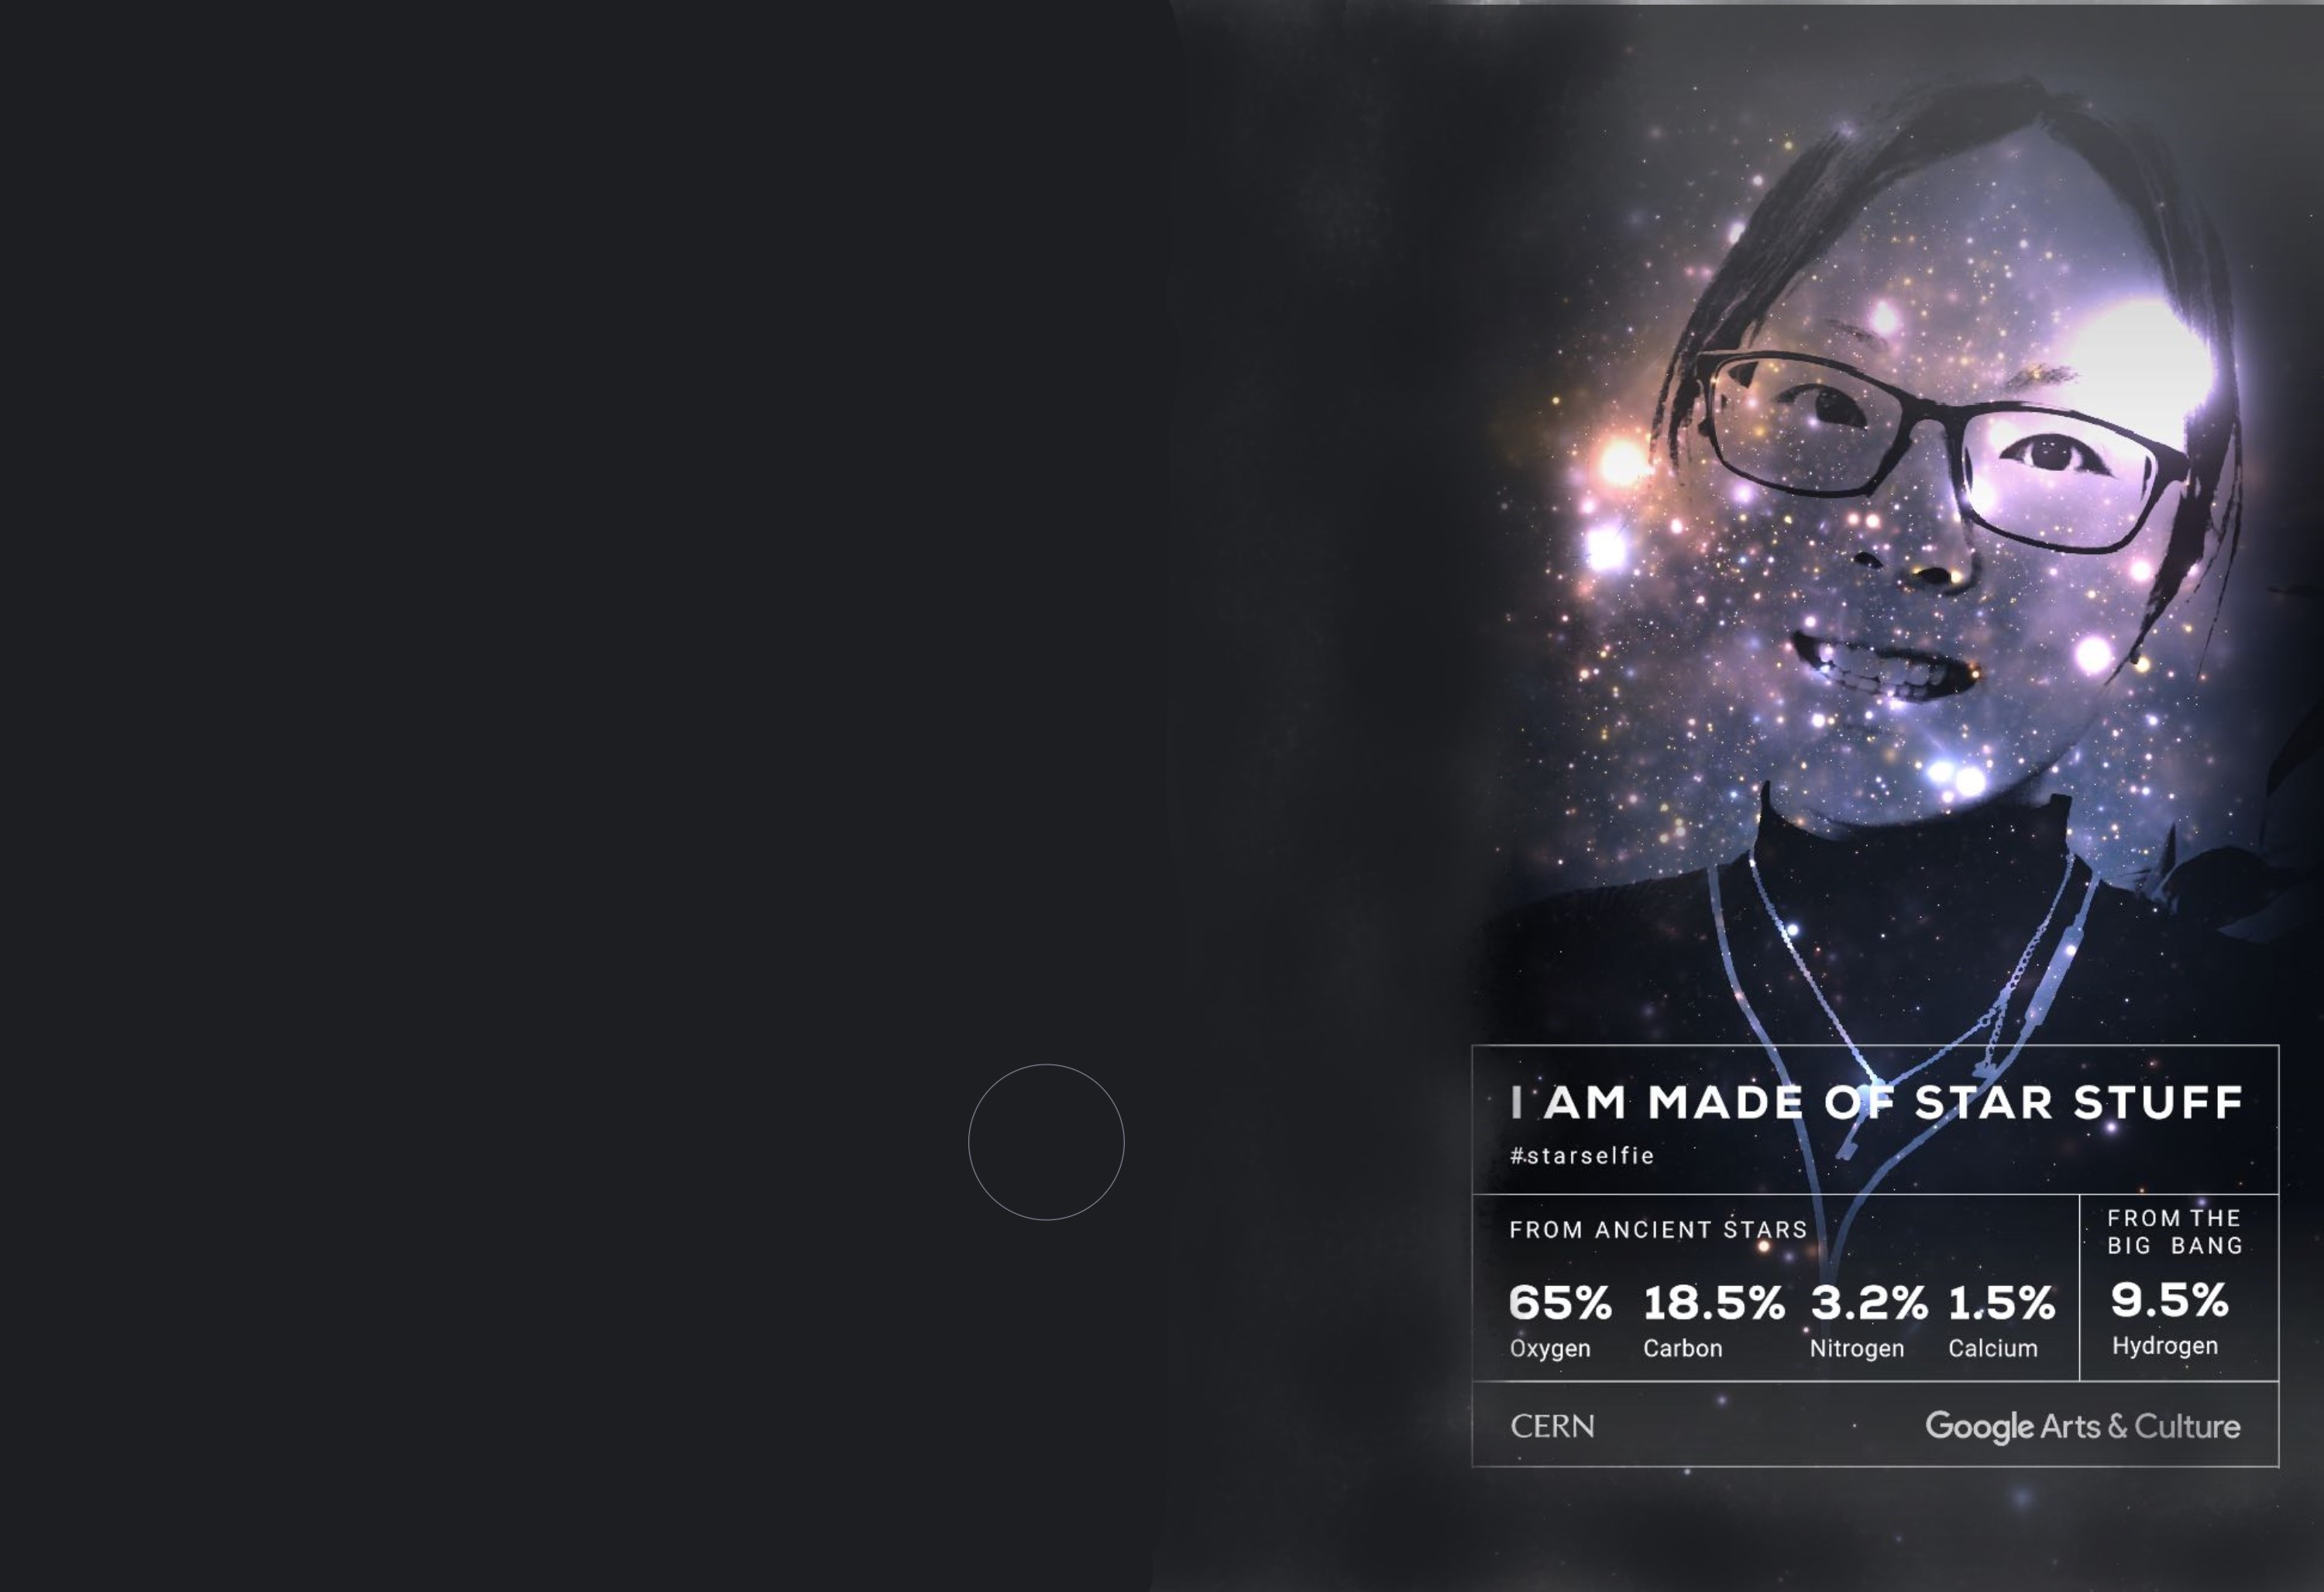 I AM MADE OF STAR STUFF
#starselfie
FROM ANCIENT STARS
65% 18.5% 3.2% 1.5%
Oxygen Carbon Nitrogen Calcium
FROM THE
BIG BANG
9.5%
Hydrogen
CERN
Google Arts & Culture